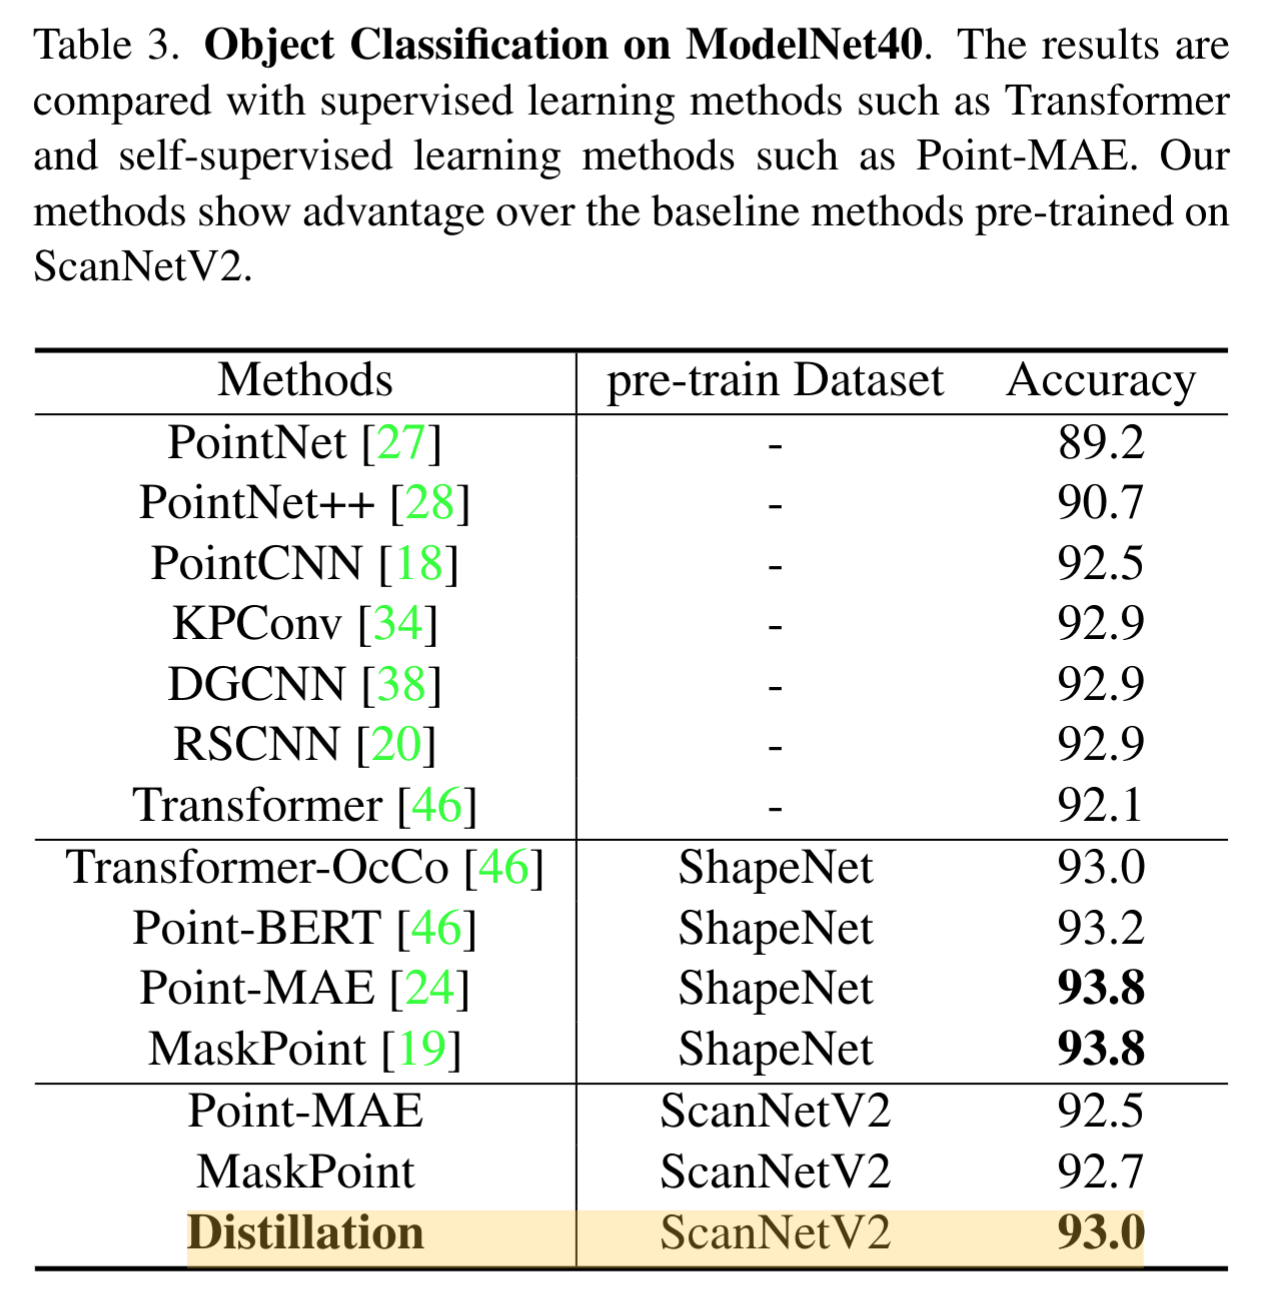 Table 3. Object Classification on ModelNet40. The results are
compared with supervised learning methods such as Transformer
and self-supervised learning methods such as Point-MAE. Our
methods show advantage over the baseline methods pre-trained on
ScanNetV2.
Methods pre-train Dataset Accuracy
PointNet [27] - 89.2
PointNet++ [28] - 90.7
PointCNN [18] - 92.5
KPConv [34] - 92.9
DGCNN [38] - 92.9
RSCNN [20] - 92.9
Transformer [46] - 92.1
Transformer-OcCo [46] ShapeNet 93.0
Point-BERT [46] ShapeNet 93.2
Point-MAE [24] ShapeNet 93.8
MaskPoint [19] ShapeNet 93.8
Point-MAE ScanNetV2 92.5
MaskPoint ScanNetV2 92.7
Distillation ScanNetV2 93.0